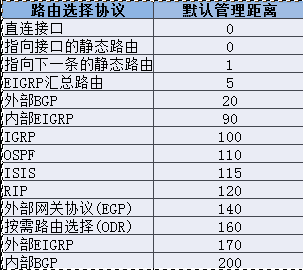 路由选择协议 默认管理距离
直连接口 0
指向接口的静态路由 0
指向下一条的静态路由 1
EIGRP汇总路由 5
外部BGP 20
内部EIGRP 90
IGRP 100
OSPF 110
ISIS 115
RIP 120
外部网关协议(EGP) 140
按需路由选择(ODR) 160
外部EIGRP 170
内部BGP 200